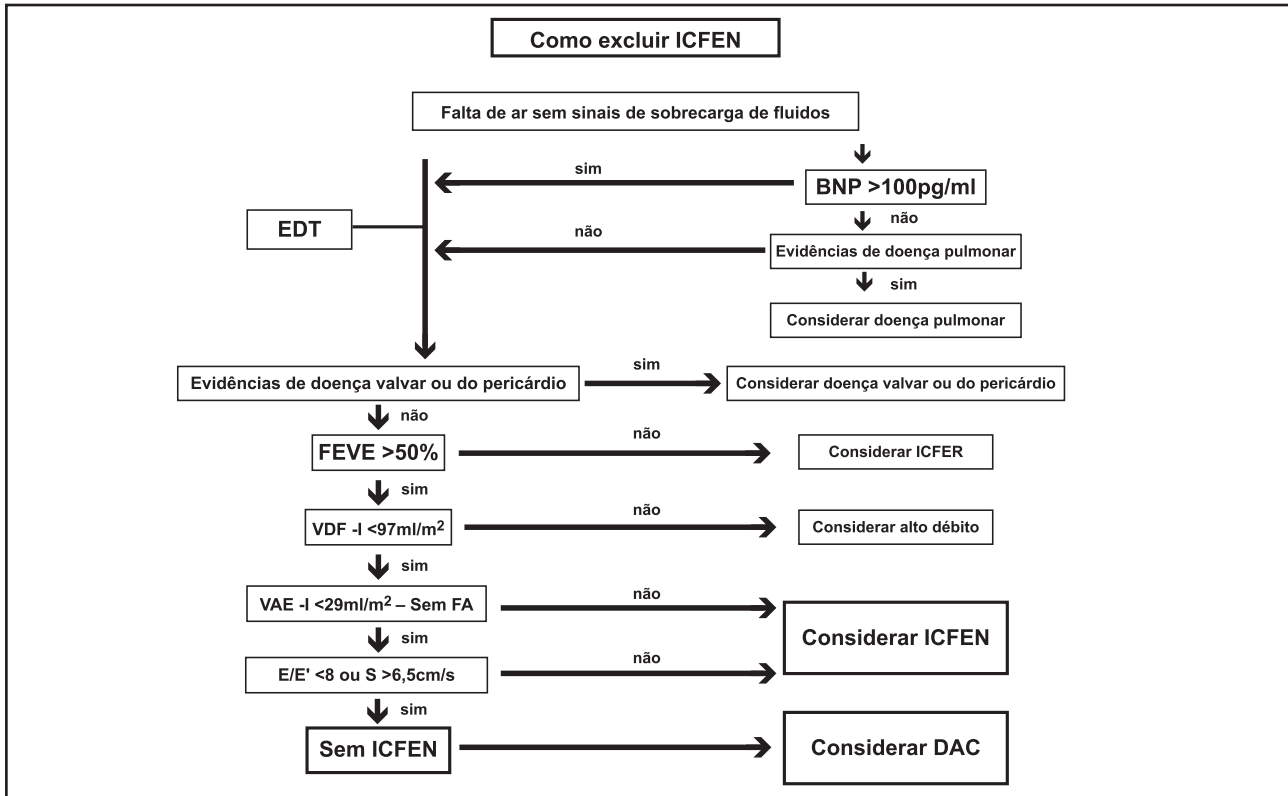 Como excluir ICFEN
Falta de ar sem sinais de sobrecarga de fluidos
sim
BNP >100pg/ml
não
EDT
não
Evidências de doença pulmonar
sim
Considerar doença pulmonar
Evidências de doença valvar ou do pericárdio
sim
Considerar doença valvar ou do pericárdio
não
FEVE >50%
não
Considerar ICFER
sim
VDF -I <97ml/m²
não
Considerar alto débito
sim
VAE -I <29ml/m² – Sem FA
não
Considerar ICFEN
sim
E/E' <8 ou S >6,5cm/s
não
sim
Sem ICFEN
Considerar DAC